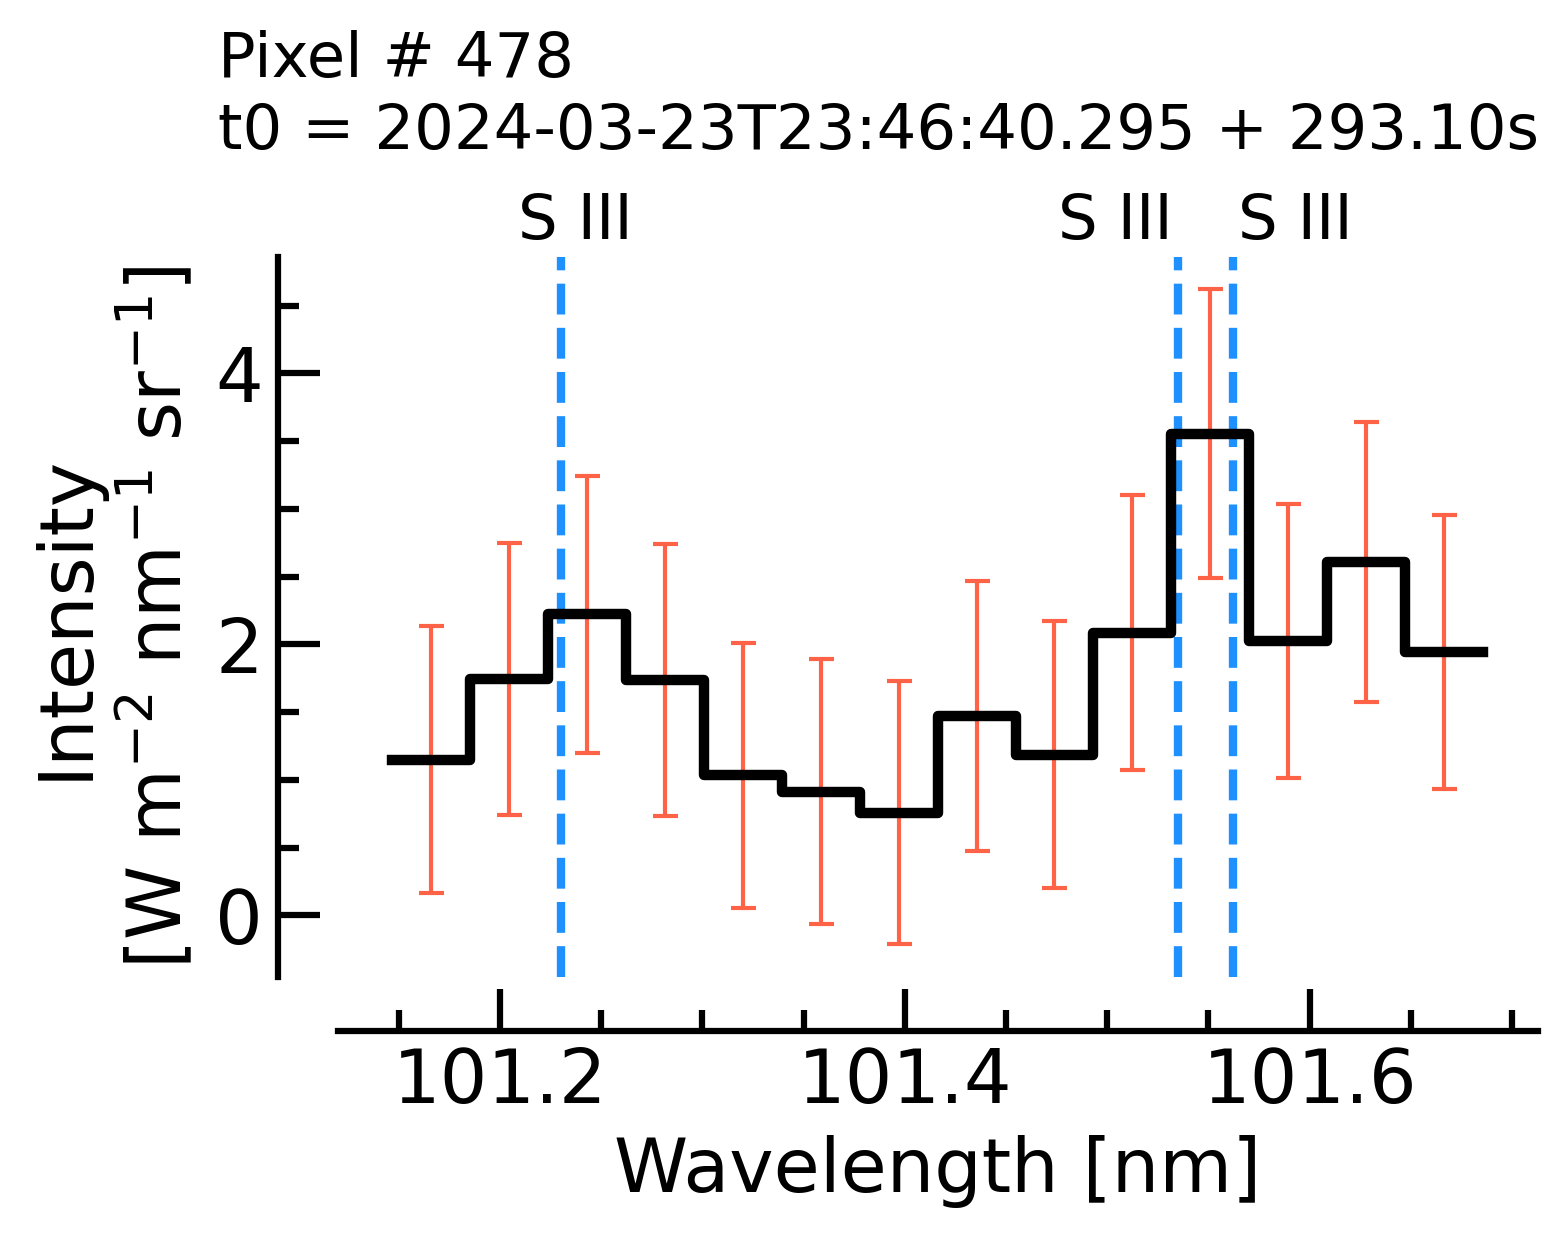 Pixel # 478
t0 = 2024-03-23T23:46:40.295 + 293.10s
S III
S III
S III
Intensity
[W m⁻² nm⁻¹ sr⁻¹]
4
2
0
101.2
101.4
101.6
Wavelength [nm]